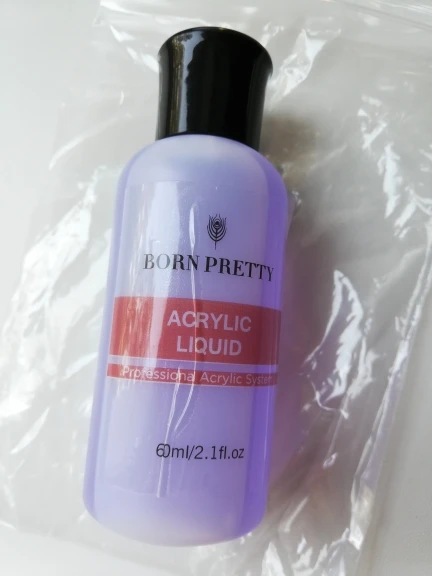 BORN PRETTY
ACRYLIC
LIQUID
Professional Acrylic System
60ml/2.1fl.oz